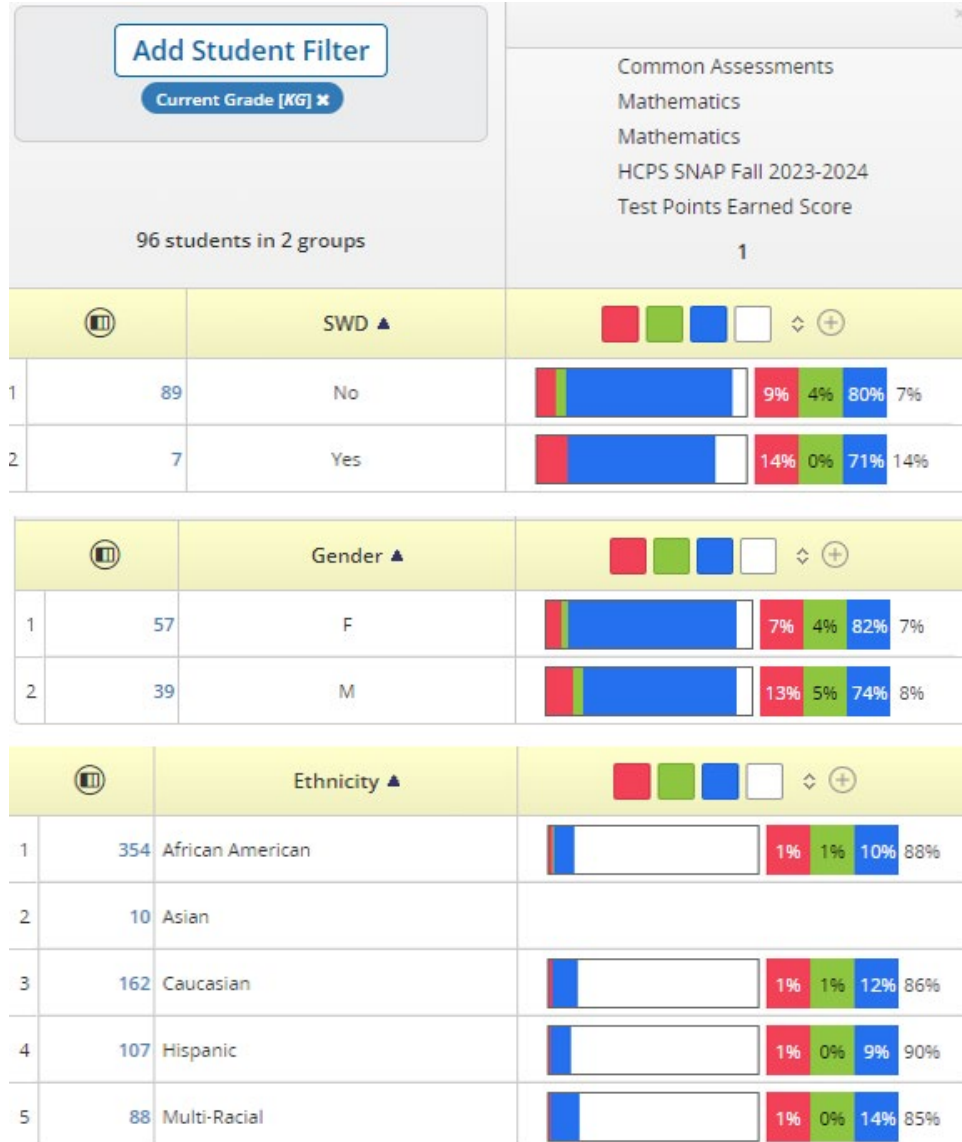 Add Student Filter
Current Grade [KG] ✖
96 students in 2 groups
Common Assessments
Mathematics
Mathematics
HCPS SNAP Fall 2023-2024
Test Points Earned Score
1
SWD ▲
1 89 No 9% 4% 80% 7%
2 7 Yes 14% 0% 71% 14%
Gender ▲
1 57 F 7% 4% 82% 7%
2 39 M 13% 5% 74% 8%
Ethnicity ▲
1 354 African American 1% 1% 10% 88%
2 10 Asian
3 162 Caucasian 1% 1% 12% 86%
4 107 Hispanic 1% 0% 9% 90%
5 88 Multi-Racial 1% 0% 14% 85%